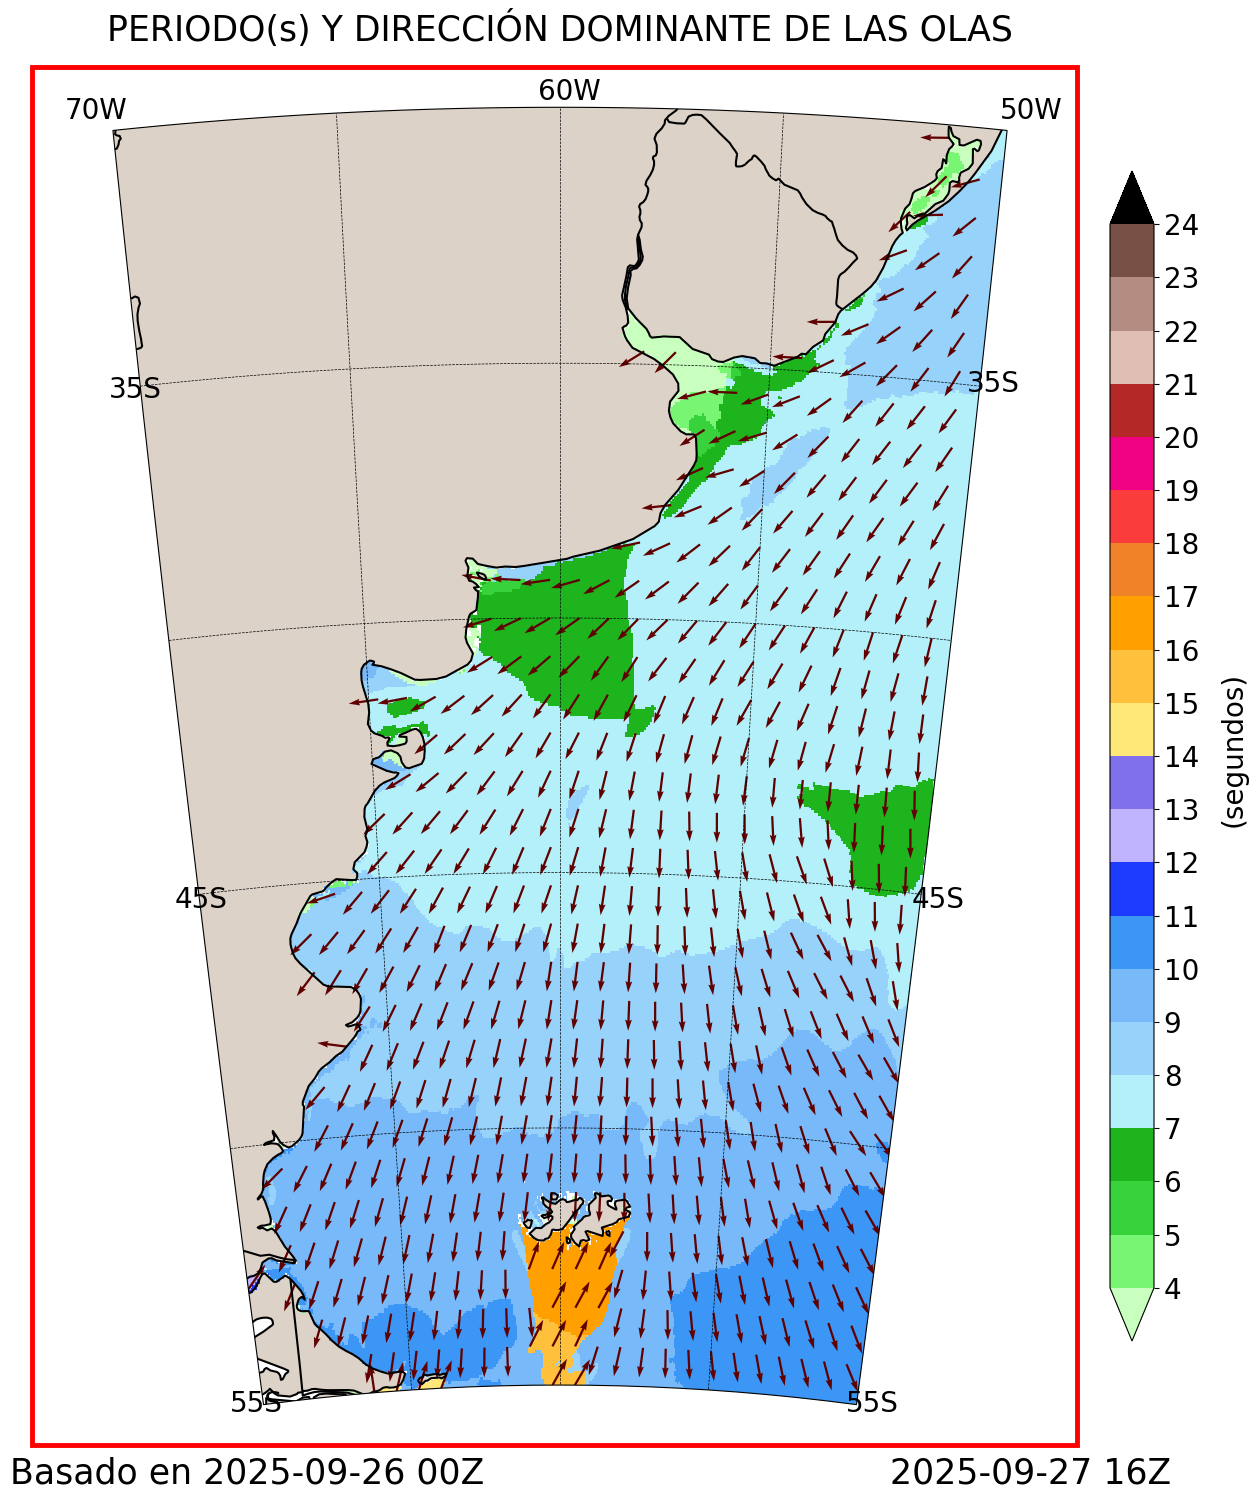 PERIODO(s) Y DIRECCIÓN DOMINANTE DE LAS OLAS
70W
60W
50W
35S
35S
45S
45S
55S
55S
24
23
22
21
20
19
18
17
16
15
14
13
12
11
10
9
8
7
6
5
4
(segundos)
Basado en 2025-09-26 00Z
2025-09-27 16Z